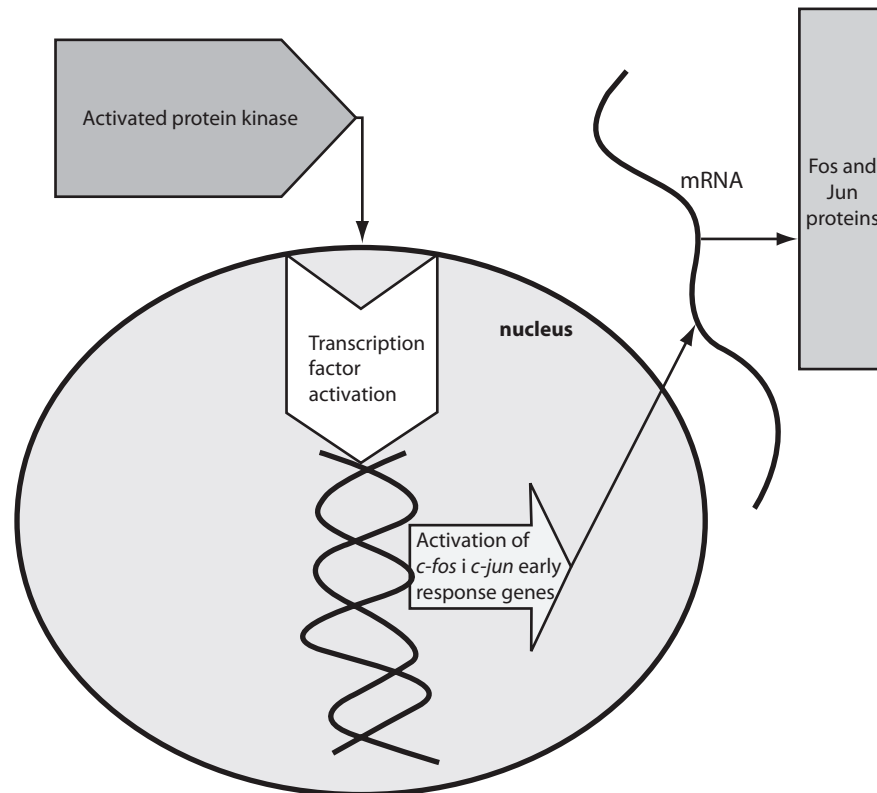 Activated protein kinase
mRNA
Fos and
Jun
proteins
nucleus
Transcription
factor
activation
Activation of
c-fos i c-jun early
response genes